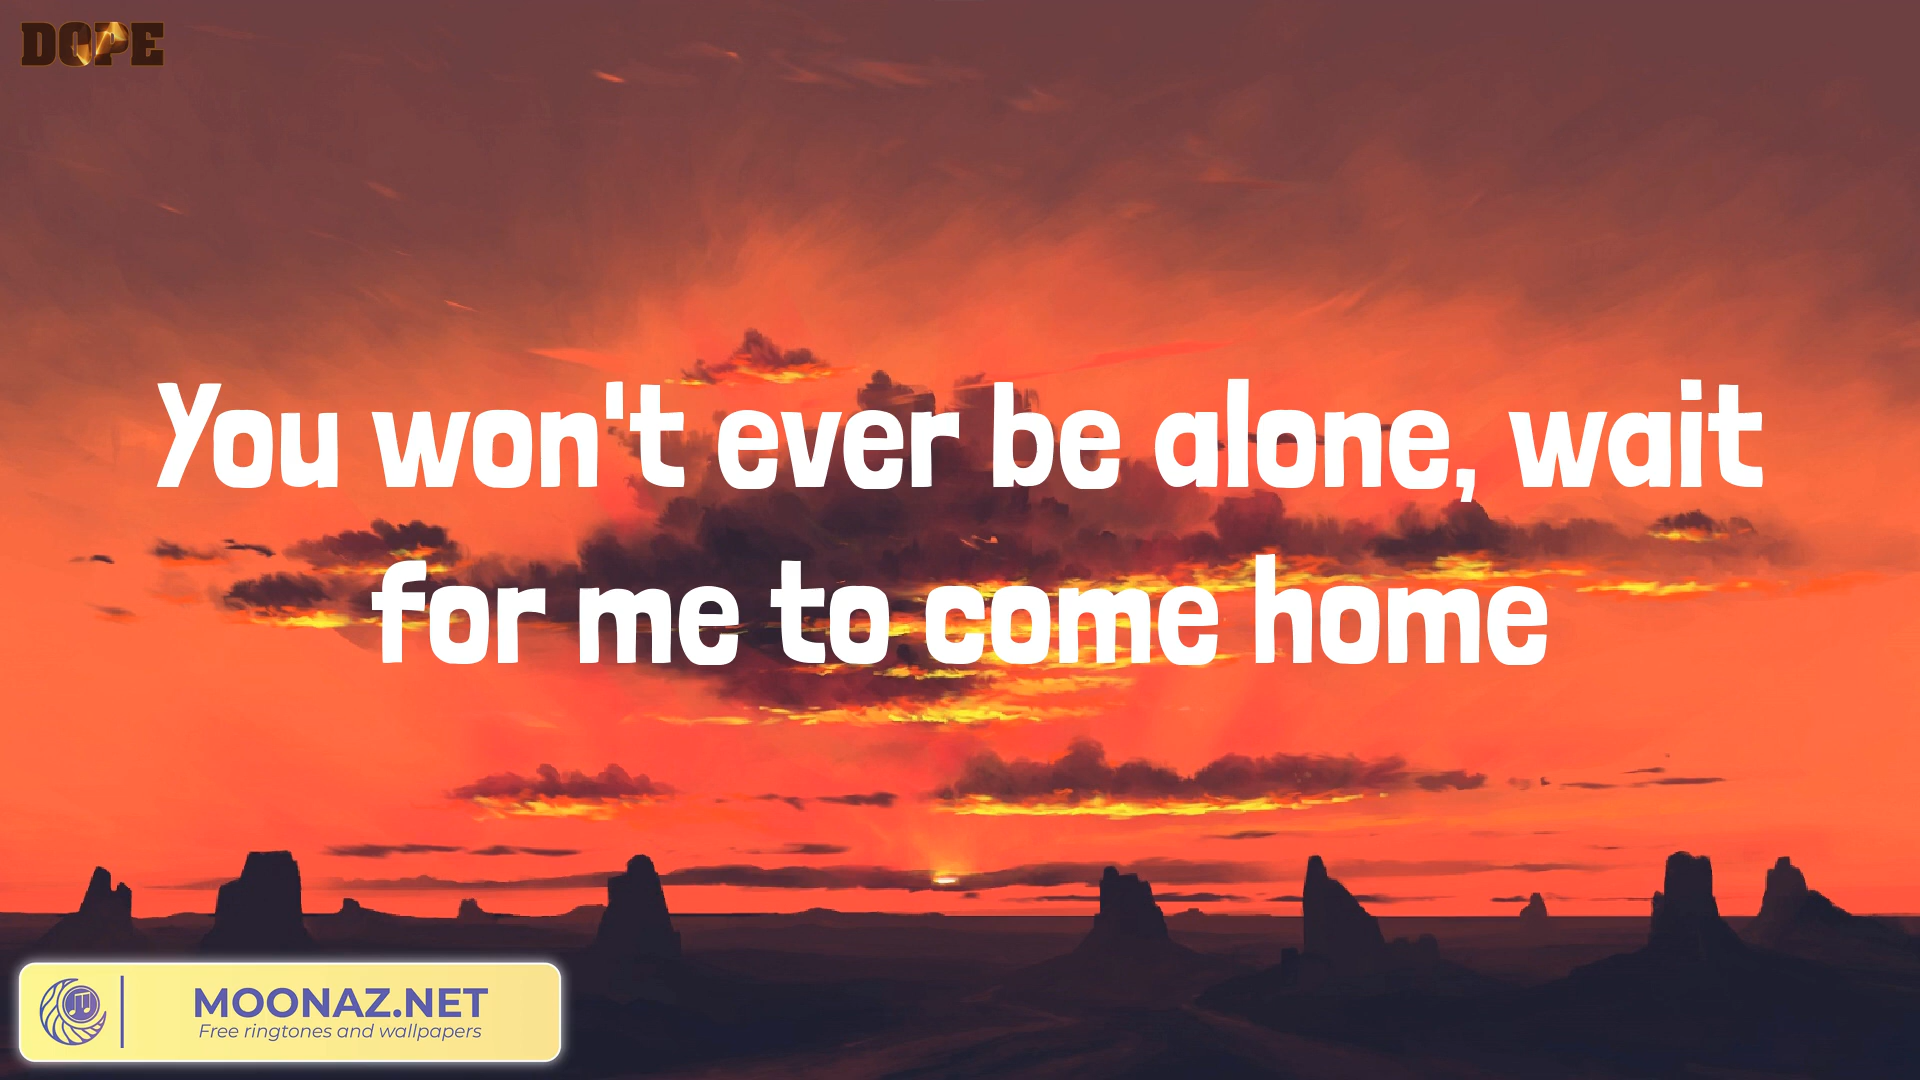 DOPE
You won't ever be alone, wait
for me to come home
MOONAZ.NET
Free ringtones and wallpapers